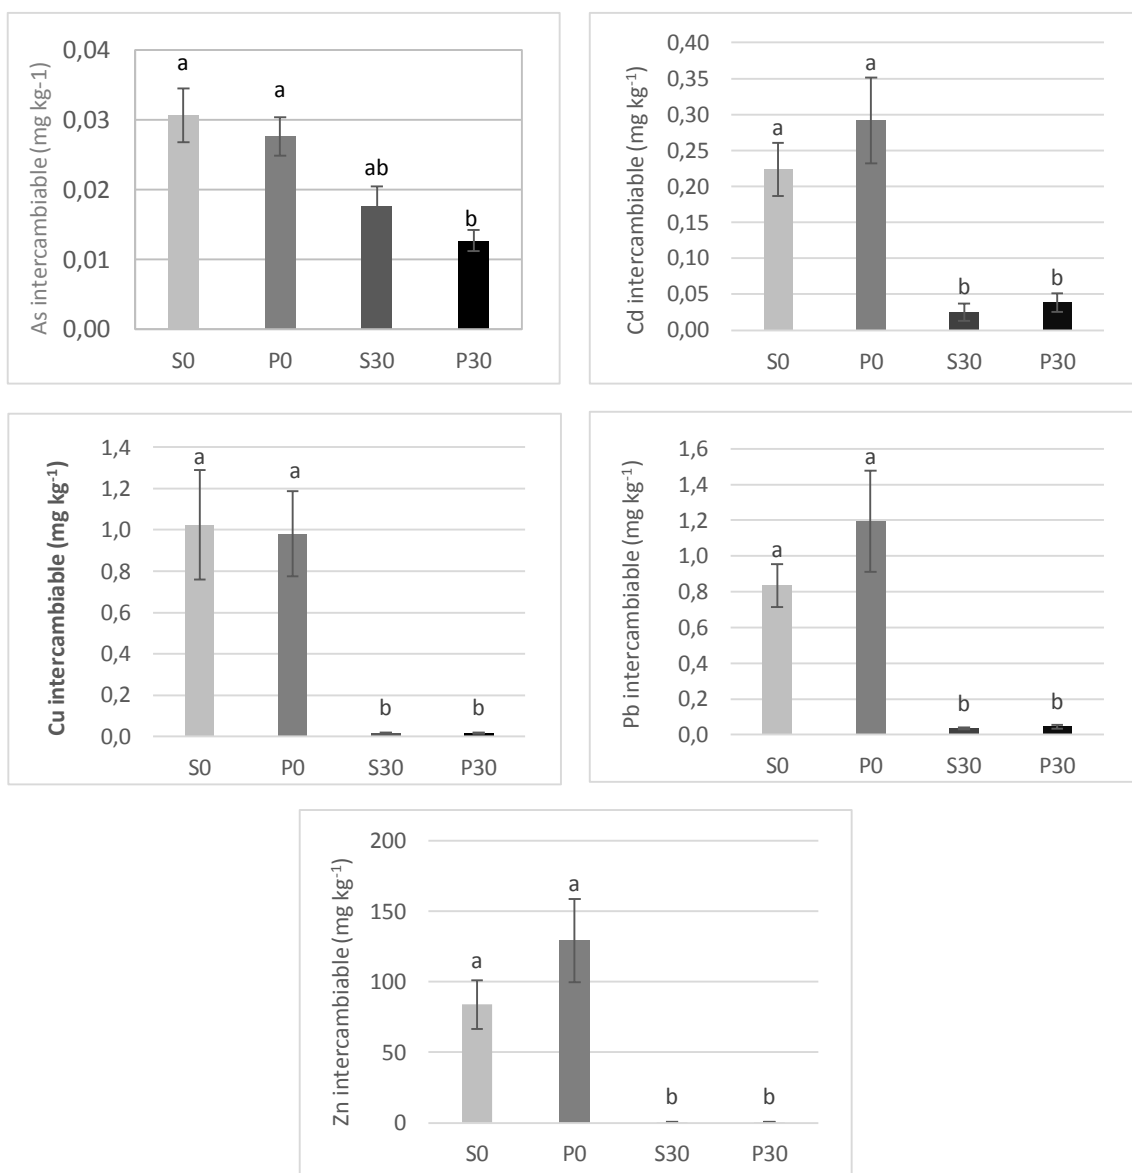 As intercambiable (mg kg-1)
0,04
0,03
0,02
0,01
0,00
a
a
ab
b
S0 P0 S30 P30
Cd intercambiable (mg kg-1)
0,40
0,35
0,30
0,25
0,20
0,15
0,10
0,05
0,00
a
a
b
b
S0 P0 S30 P30
Cu intercambiable (mg kg-1)
1,4
1,2
1,0
0,8
0,6
0,4
0,2
0,0
a
a
b
b
S0 P0 S30 P30
Pb intercambiable (mg kg-1)
1,6
1,4
1,2
1,0
0,8
0,6
0,4
0,2
0,0
a
a
b
b
S0 P0 S30 P30
Zn intercambiable (mg kg-1)
200
150
100
50
0
a
a
b
b
S0 P0 S30 P30